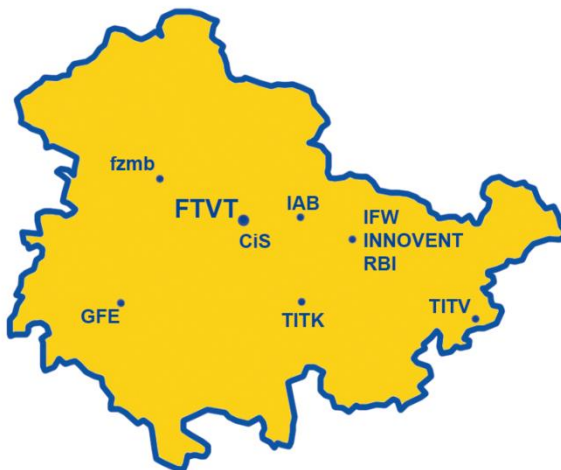 fzmb
FTVT
CiS
IAB
IFW
INNOVENT
RBI
GFE
TITK
TITV